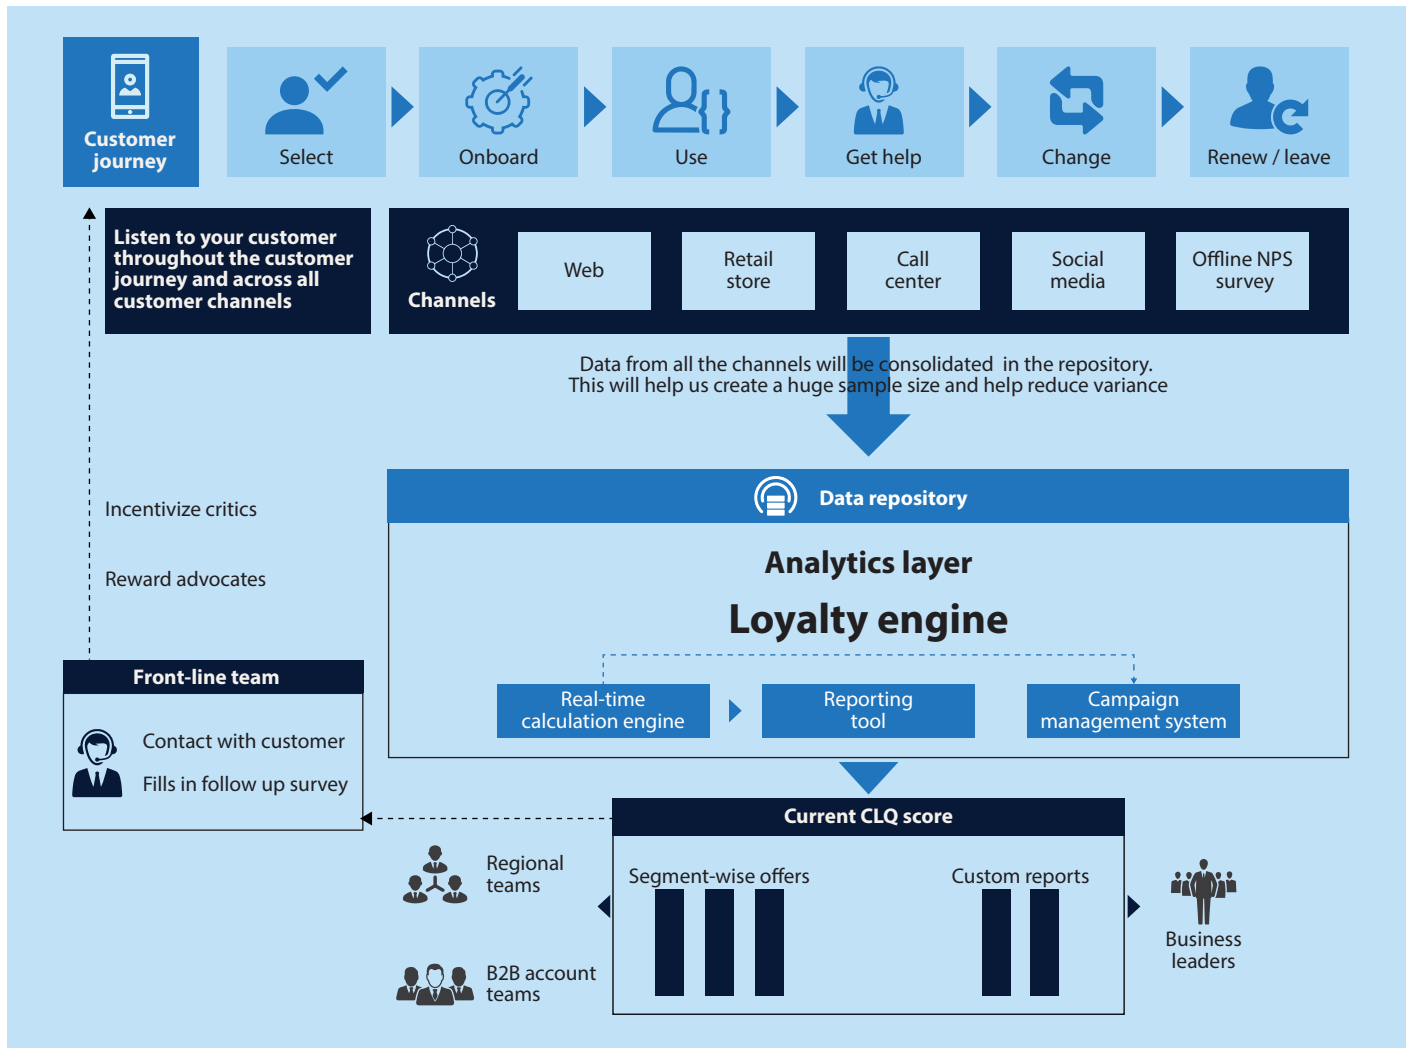 Customer
journey
Select
Onboard
Use
Get help
Change
Renew / leave
Listen to your customer
throughout the customer
journey and across all
customer channels
Channels
Web
Retail
store
Call
center
Social
media
Offline NPS
survey
Data from all the channels will be consolidated in the repository.
This will help us create a huge sample size and help reduce variance
Data repository
Analytics layer
Loyalty engine
Real-time
calculation engine
Reporting
tool
Campaign
management system
Incentivize critics
Reward advocates
Front-line team
Contact with customer
Fills in follow up survey
Current CLQ score
Segment-wise offers
Custom reports
Regional
teams
B2B account
teams
Business
leaders